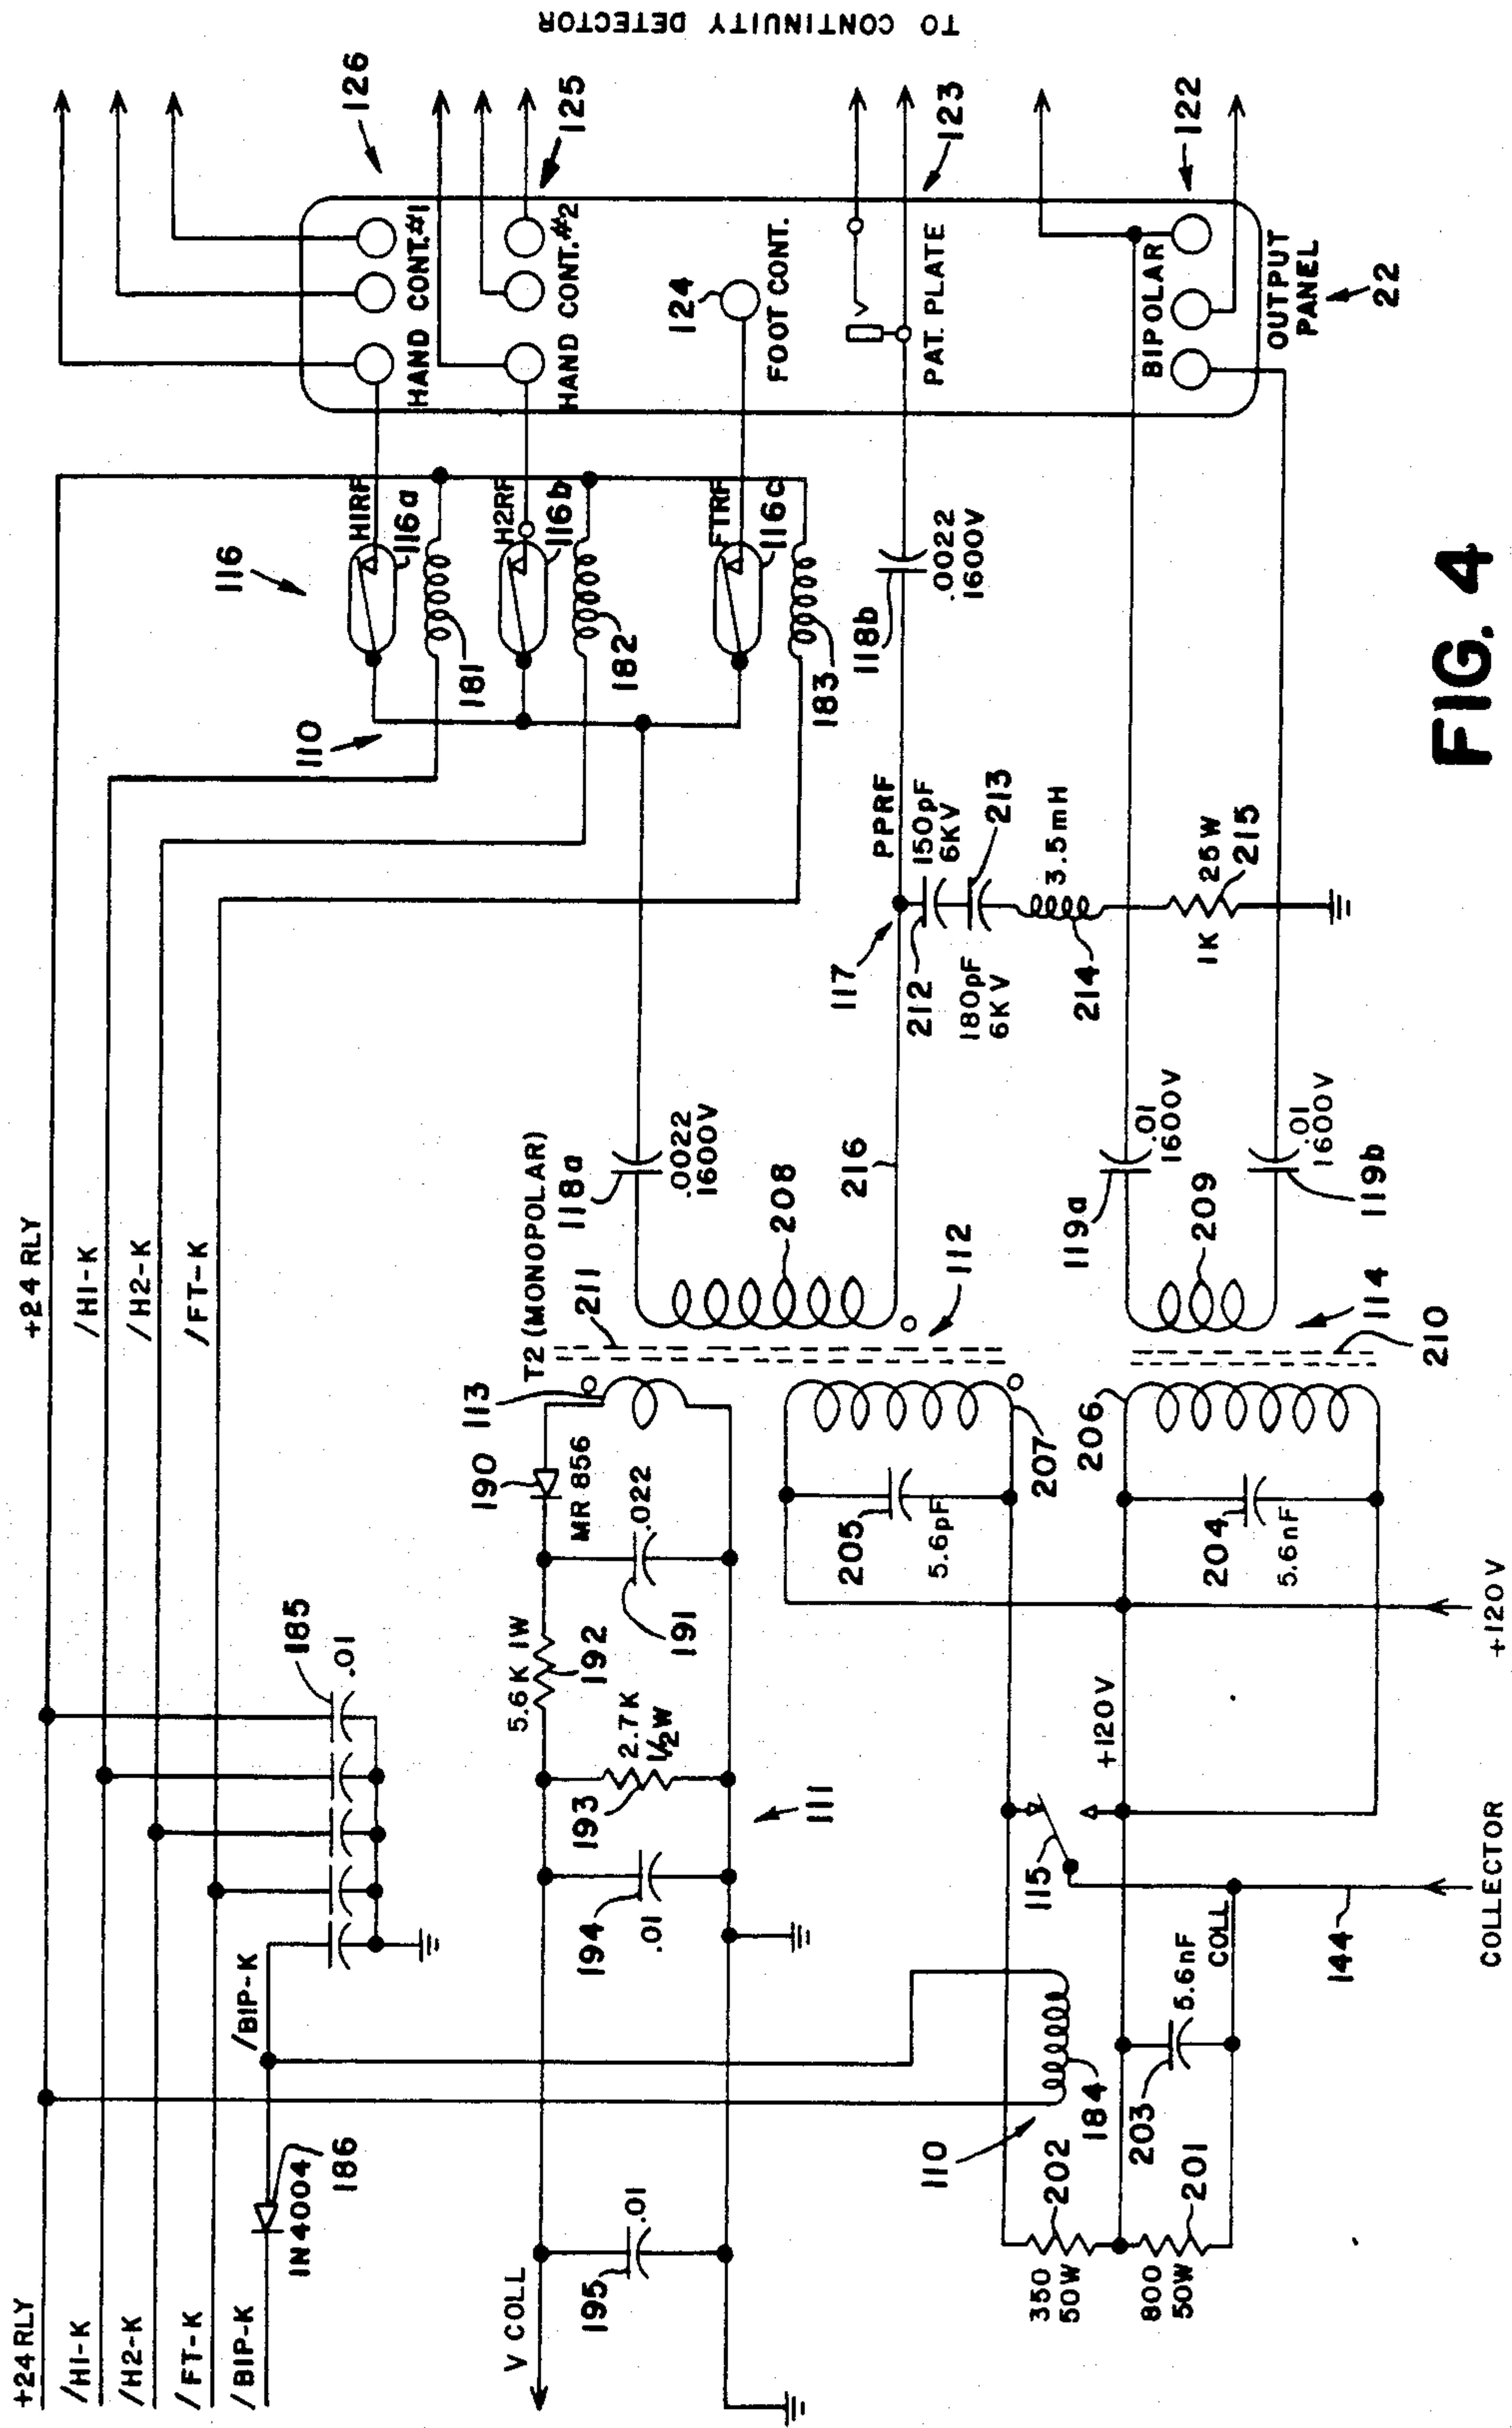 +24 RLY
/H1-K
/H2-K
/FT-K
/BIP-K
IN4004
186
/BIP-K
185
.01
+24 RLY
/H1-K
/H2-K
/FT-K
V COLL
195
.01
194
.01
193
2.7K
1/2W
111
5.6K 1W
192
191
.022
MR 856
190
113
T2 (MONOPOLAR)
211
112
208
118a
.0022
1600V
216
110
116
H1RF
116a
181
H2RF
116b
182
FTRF
116c
183
118b
.0022
1600V
117
PPRF
150pF
6KV
213
212
180pF
6KV
3.5mH
214
1K
25W
215
350
50W
202
110
184
800
50W
201
203
5.6nF
COLL
144
COLLECTOR
115
+120V
+120V
205
5.6pF
207
204
5.6nF
206
210
114
209
119a
.01
1600V
.01
1600V
119b
HAND CONT.#1
HAND CONT.#2
124
FOOT CONT.
PAT. PLATE
BIPOLAR
OUTPUT
PANEL
22
126
125
123
122
TO CONTINUITY DETECTOR
FIG. 4